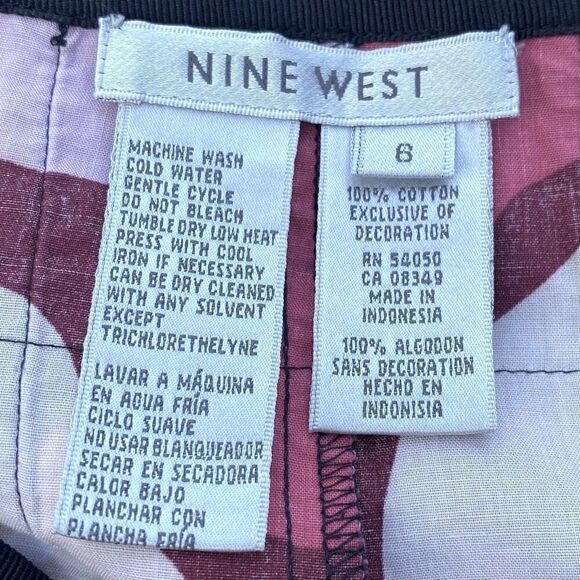 NINE WEST
6
MACHINE WASH
COLD WATER
GENTLE CYCLE
DO NOT BLEACH
TUMBLE DRY LOW HEAT
PRESS WITH COOL
IRON IF NECESSARY
CAN BE DRY CLEANED
WITH ANY SOLVENT
EXCEPT
TRICHLORETHELYNE
LAVAR A MÁQUINA
EN AGUA FRÍA
CICLO SUAVE
NO USAR BLANQUEADOR
SECAR EN SECADORA
CALOR BAJO
PLANCHAR CON
PLANCHA FRÍA
100% COTTON
EXCLUSIVE OF
DECORATION
RN 54050
CA 08349
MADE IN
INDONESIA
100% ALGODON
SANS DECORATION
HECHO EN
INDONISIA